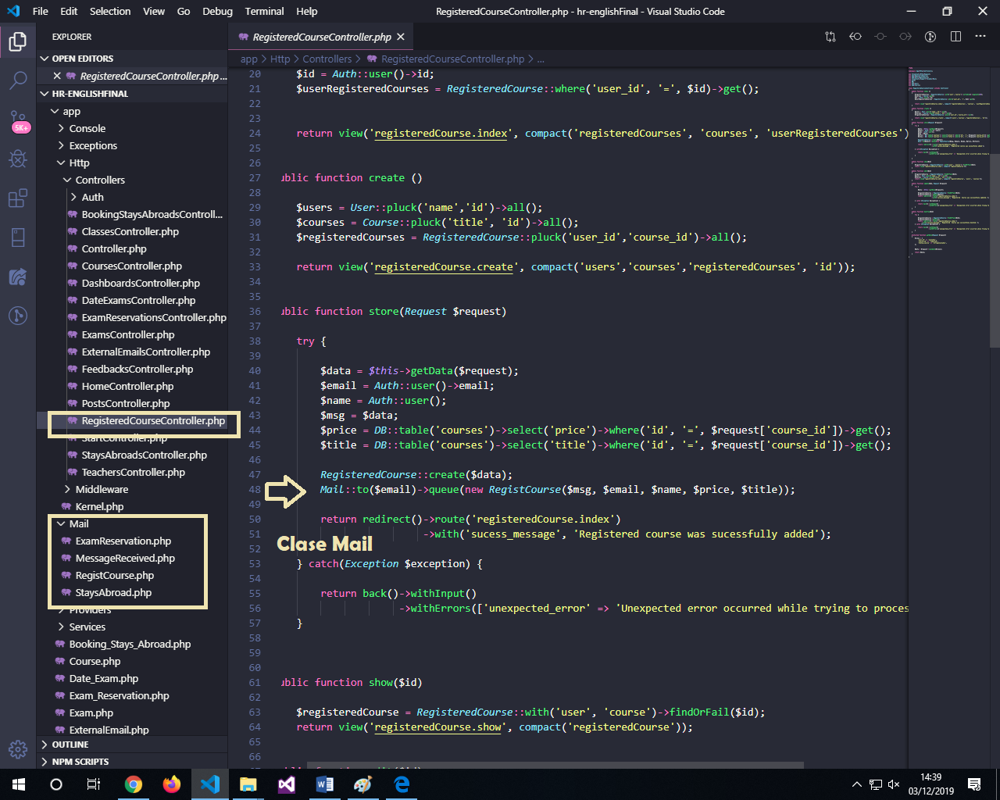 File Edit Selection View Go Debug Terminal Help RegisteredCourseController.php - hr-englishFinal - Visual Studio Code
EXPLORER
OPEN EDITORS
RegisteredCourseController.php ...
HR-ENGLISHFINAL
app
Console
Exceptions
Http
Controllers
Auth
BookingStaysAbroadsControll...
ClassesController.php
Controller.php
CoursesController.php
DashboardsController.php
DateExamsController.php
ExamReservationsController.php
ExamsController.php
ExternalEmailsController.php
FeedbacksController.php
HomeController.php
PostsController.php
RegisteredCourseController.php
StartController.php
StaysAbroadsController.php
TeachersController.php
Middleware
Kernel.php
Mail
ExamReservation.php
MessageReceived.php
RegistCourse.php
StaysAbroad.php
Providers
Services
Booking_Stays_Abroad.php
Course.php
Date_Exam.php
Exam_Reservation.php
Exam.php
ExternalEmail.php
OUTLINE
NPM SCRIPTS
5K+
RegisteredCourseController.php
app > Http > Controllers > RegisteredCourseController.php > ...
20 $id = Auth::user()->id;
21 $userRegisteredCourses = RegisteredCourse::where('user_id', '=', $id)->get();
22
23
24 return view('registeredCourse.index', compact('registeredCourses', 'courses', 'userRegisteredCourses')
25
26
27 ublic function create ()
28
29 $users = User::pluck('name','id')->all();
30 $courses = Course::pluck('title', 'id')->all();
31 $registeredCourses = RegisteredCourse::pluck('user_id','course_id')->all();
32
33 return view('registeredCourse.create', compact('users','courses','registeredCourses', 'id'));
34
35
36 ublic function store(Request $request)
37
38 try {
39
40 $data = $this->getData($request);
41 $email = Auth::user()->email;
42 $name = Auth::user();
43 $msg = $data;
44 $price = DB::table('courses')->select('price')->where('id', '=', $request['course_id'])->get();
45 $title = DB::table('courses')->select('title')->where('id', '=', $request['course_id'])->get();
46
47 RegisteredCourse::create($data);
48 Mail::to($email)->queue(new RegistCourse($msg, $email, $name, $price, $title));
49
50 return redirect()->route('registeredCourse.index')
51 ->with('sucess_message', 'Registered course was sucessfully added');
Clase Mail
52
53 } catch(Exception $exception) {
54
55 return back()->withInput()
56 ->withErrors(['unexpected_error' => 'Unexpected error occurred while trying to proces
57 }
58
59
60
61 ublic function show($id)
62
63 $registeredCourse = RegisteredCourse::with('user', 'course')->findOrFail($id);
64 return view('registeredCourse.show', compact('registeredCourse'));
65
66
14:39
03/12/2019